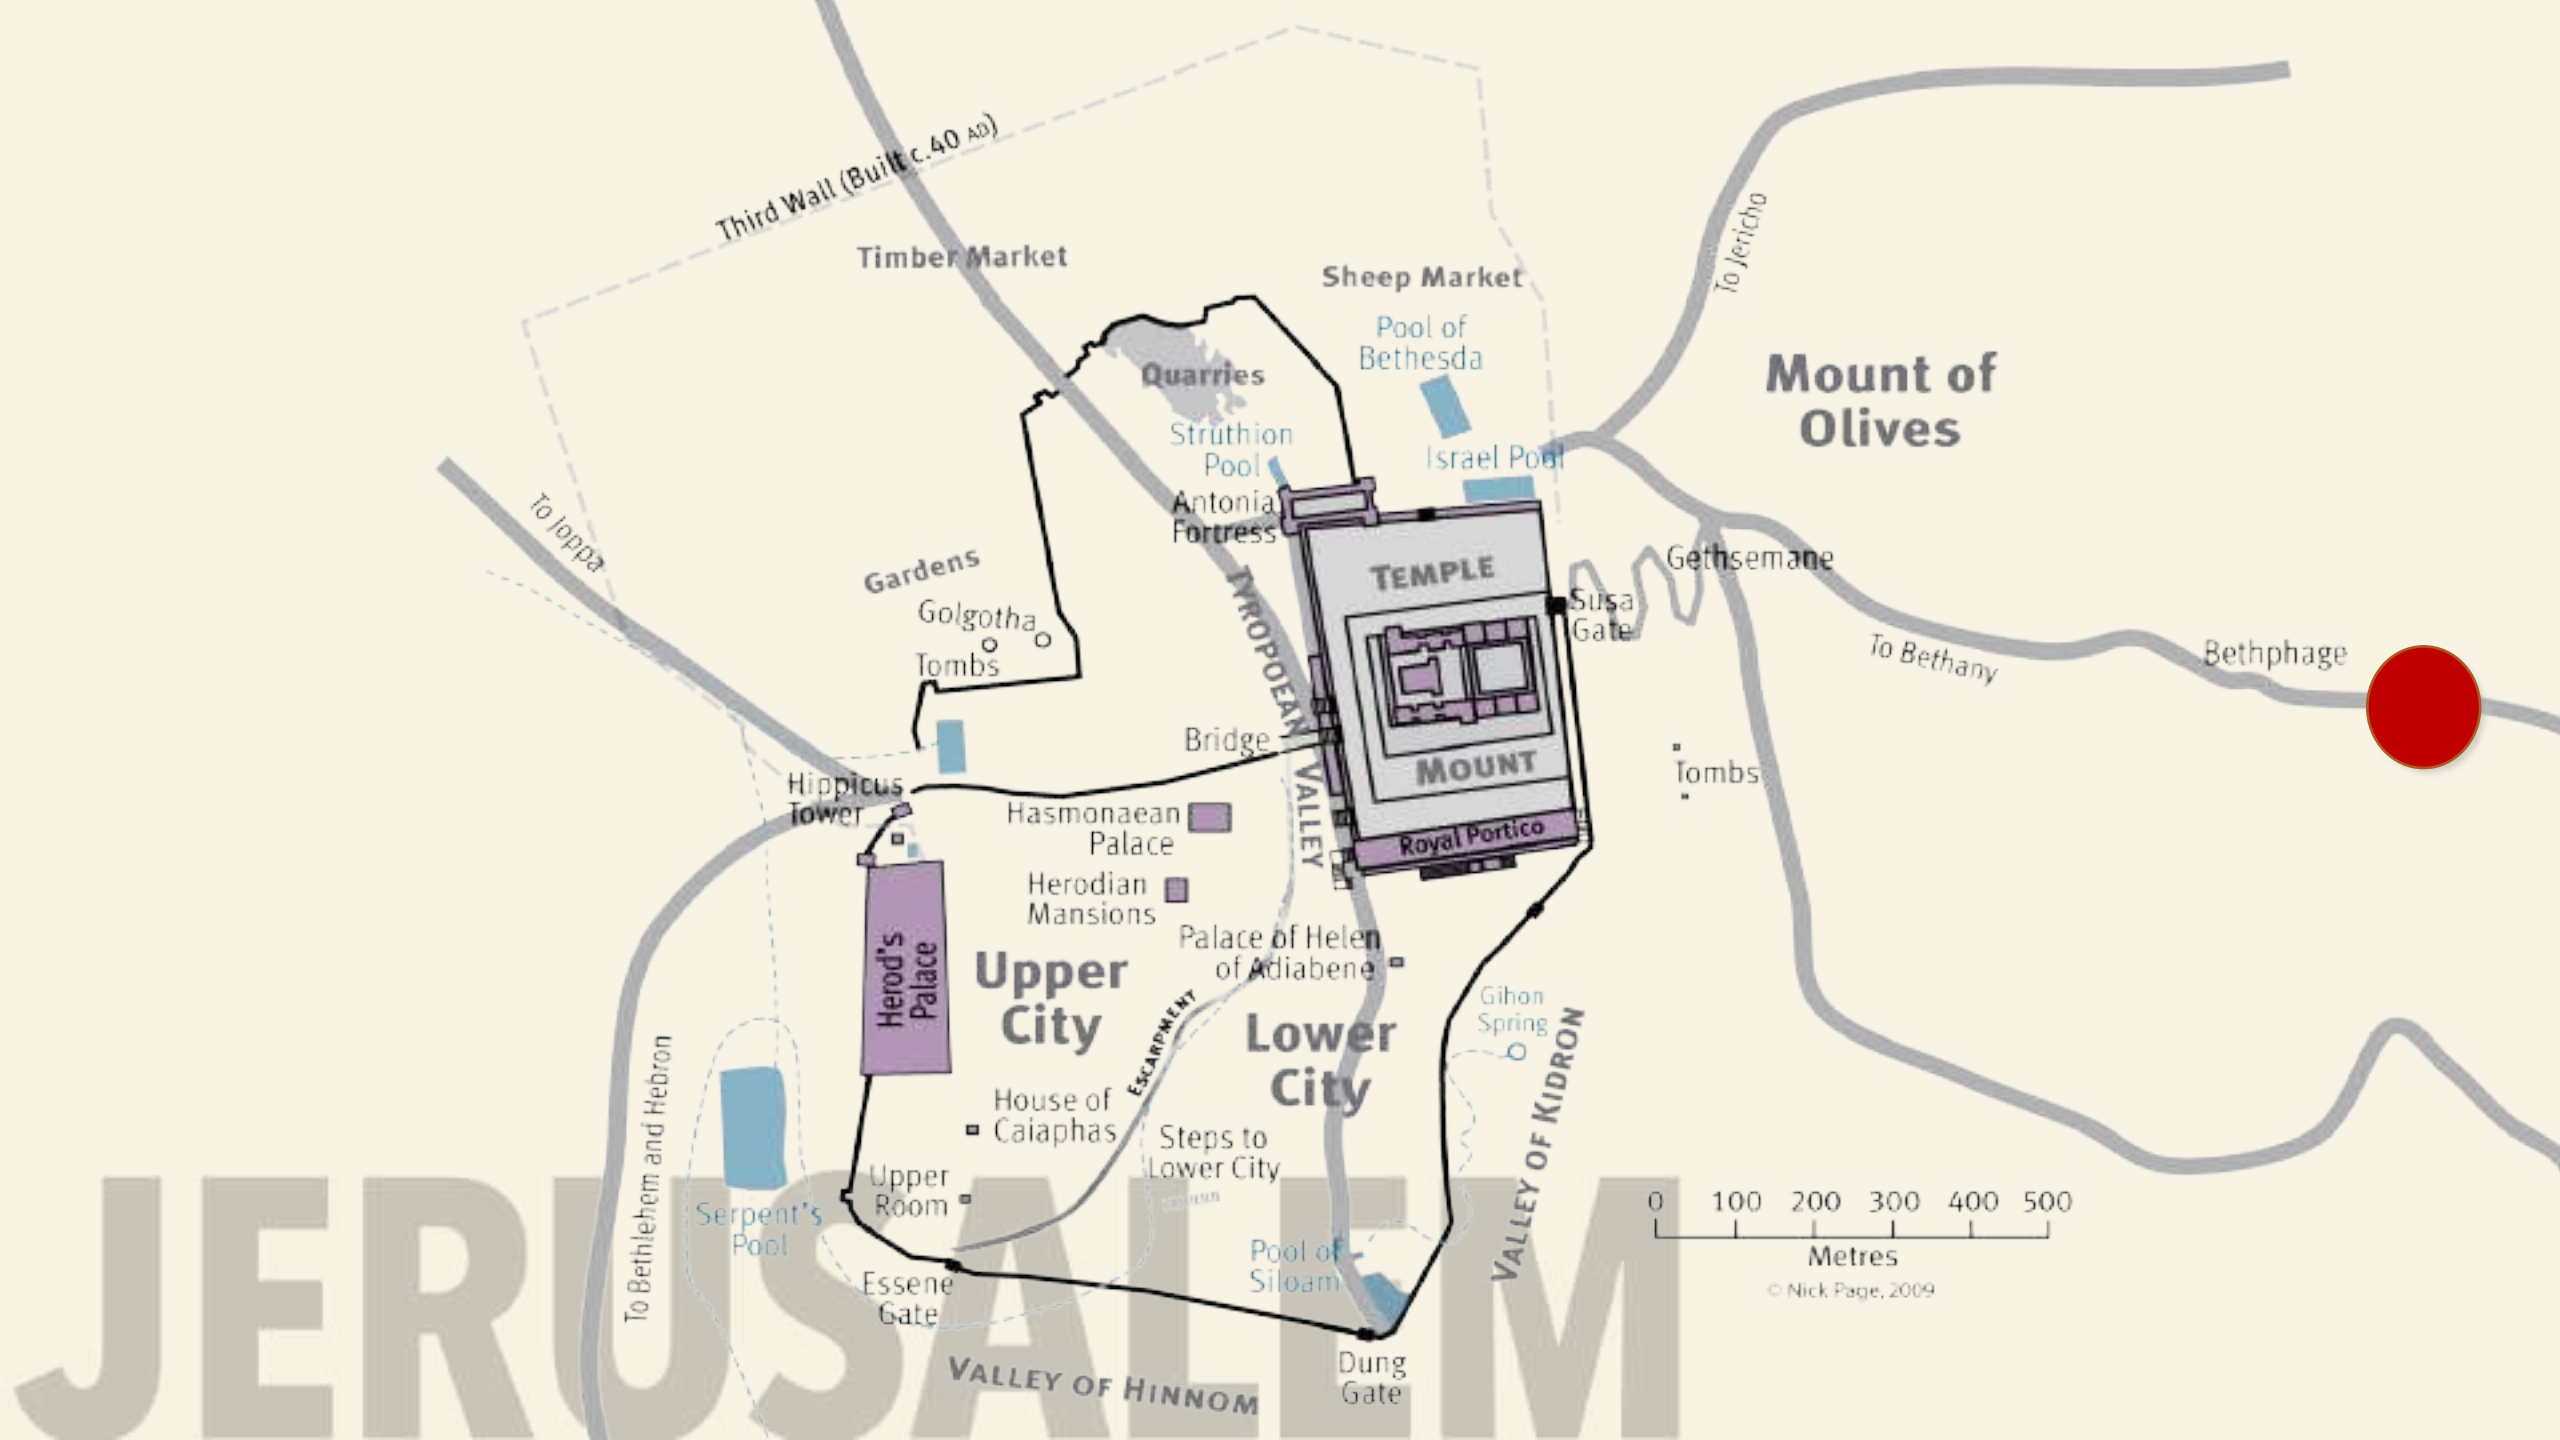 Third Wall (Built c.40 AD)
Timber Market
Sheep Market
Pool of
Bethesda
To Jericho
Mount of
Olives
Quarries
Struthion
Pool
Israel Pool
Antonia
Fortress
To Joppa
Gardens
Golgotha
Tombs
TYROPOEAN VALLEY
TEMPLE
MOUNT
Royal Portico
Susa
Gate
Gethsemane
To Bethany
Bethphage
Bridge
Tombs
Hippicus
Tower
Hasmonaean
Palace
Herodian
Mansions
Herod's
Palace
Upper
City
Palace of Helen
of Adiabene
ESCARPMENT
Lower
City
Gihon
Spring
VALLEY OF KIDRON
To Bethlehem and Hebron
House of
Caiaphas
Steps to
Lower City
Upper
Room
Serpent's
Pool
Essene
Gate
Pool of
Siloam
Dung
Gate
VALLEY OF HINNOM
0 100 200 300 400 500
Metres
© Nick Page, 2009
JERUSALEM